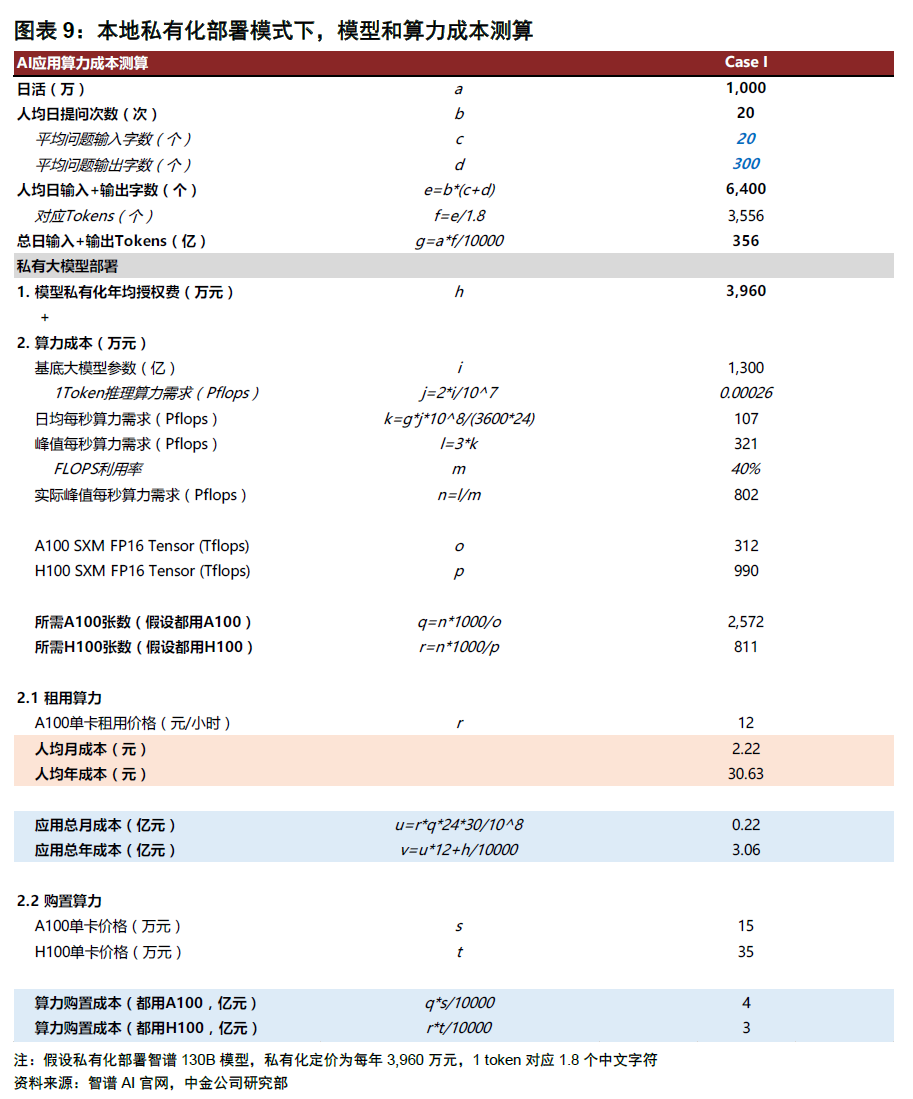 图表 9：本地私有化部署模式下，模型和算力成本测算
AI应用算力成本测算 Case I
日活（万） a 1,000
人均日提问次数（次） b 20
平均问题输入字数（个） c 20
平均问题输出字数（个） d 300
人均日输入+输出字数（个） e=b*(c+d) 6,400
对应Tokens（个） f=e/1.8 3,556
总日输入+输出Tokens（亿） g=a*f/10000 356
私有大模型部署
1. 模型私有化年均授权费（万元） h 3,960
+
2. 算力成本（万元）
基底大模型参数（亿） i 1,300
1Token推理算力需求（Pflops） j=2*i/10^7 0.00026
日均每秒算力需求（Pflops） k=g*j*10^8/(3600*24) 107
峰值每秒算力需求（Pflops） l=3*k 321
FLOPS利用率 m 40%
实际峰值每秒算力需求（Pflops） n=l/m 802
A100 SXM FP16 Tensor (Tflops) o 312
H100 SXM FP16 Tensor (Tflops) p 990
所需A100张数（假设都用A100） q=n*1000/o 2,572
所需H100张数（假设都用H100） r=n*1000/p 811
2.1 租用算力
A100单卡租用价格（元/小时） r 12
人均月成本（元） 2.22
人均年成本（元） 30.63
应用总月成本（亿元） u=r*q*24*30/10^8 0.22
应用总年成本（亿元） v=u*12+h/10000 3.06
2.2 购置算力
A100单卡价格（万元） s 15
H100单卡价格（万元） t 35
算力购置成本（都用A100，亿元） q*s/10000 4
算力购置成本（都用H100，亿元） r*t/10000 3
注：假设私有化部署智谱 130B 模型，私有化定价为每年 3,960 万元，1 token 对应 1.8 个中文字符
资料来源：智谱 AI 官网，中金公司研究部